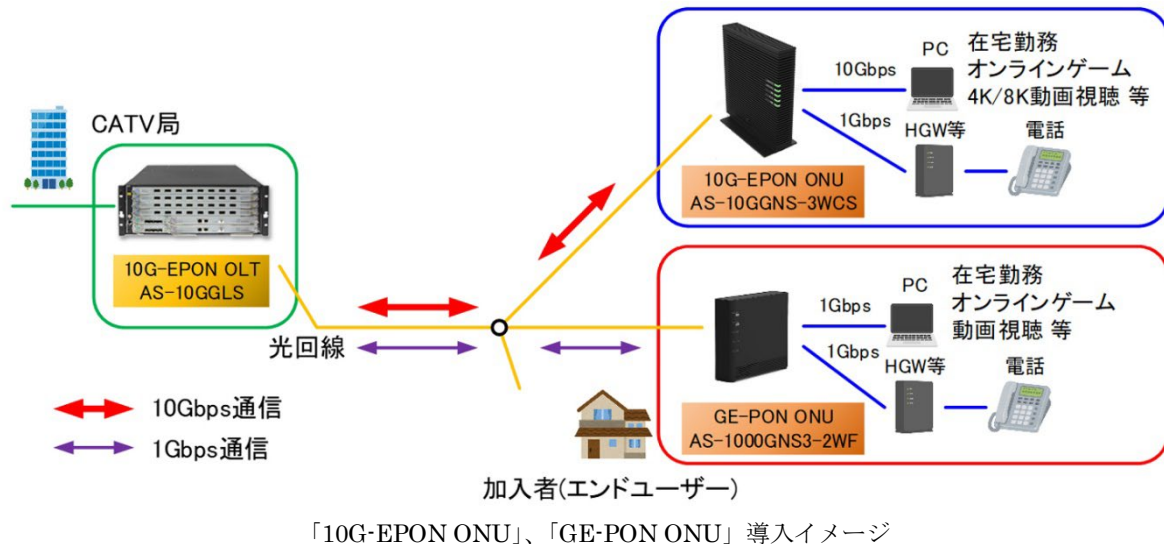 CATV局
10G-EPON OLT
AS-10GGLS
光回線
10Gbps通信
1Gbps通信
10G-EPON ONU
AS-10GGNS-3WCS
10Gbps
1Gbps
PC
在宅勤務
オンラインゲーム
4K/8K動画視聴 等
HGW等
電話
GE-PON ONU
AS-1000GNS3-2WF
1Gbps
1Gbps
PC
在宅勤務
オンラインゲーム
動画視聴 等
HGW等
電話
加入者(エンドユーザー)
「10G-EPON ONU」、「GE-PON ONU」導入イメージ